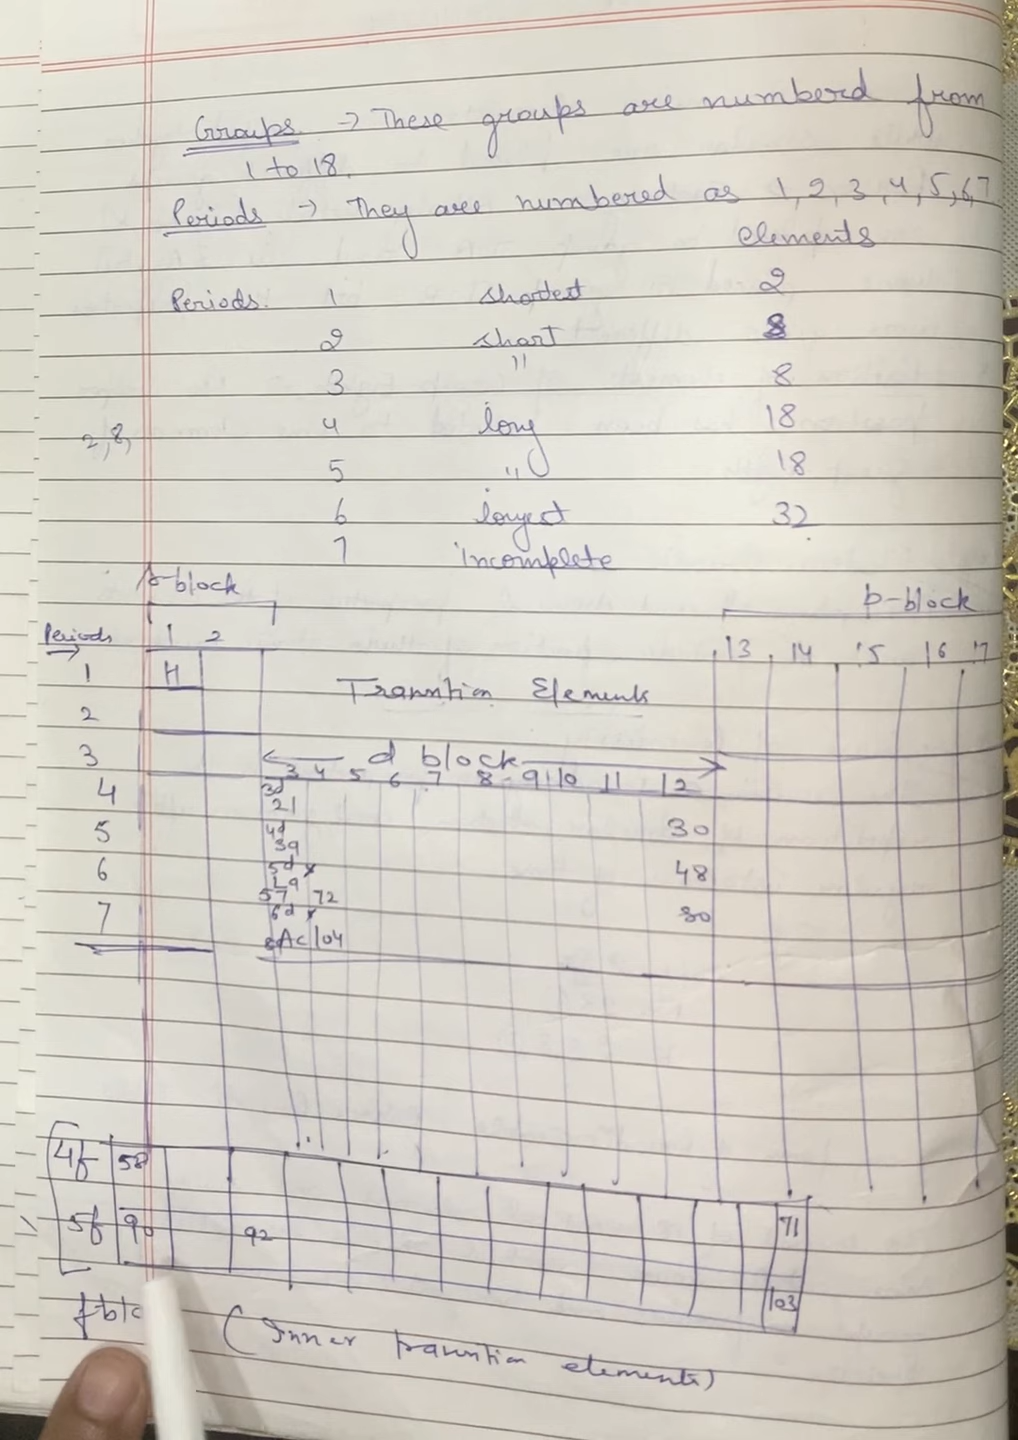 Groups → These groups are numberd from
1 to 18.
Periods → They are numbered as 1,2,3,4,5,6,7
elements
Periods. 1 shortest 2
2 short 8
3 " 8
2,8, 4 long 18
5 " 18
6 longest 32
7 incomplete
s-block p-block
Periods 1 2 13 14 15 16 17
→
1 H Transition Elements
2
3 ← d block →
3 4 5 6 7 8 9 10 11 12
4 3d
21 30
5 4d
39 48
6 5d *
La
57 72 80
7 6d *
Ac 104
4f 58 71
5f 90 92 103
f-blo (Inner transition elements)